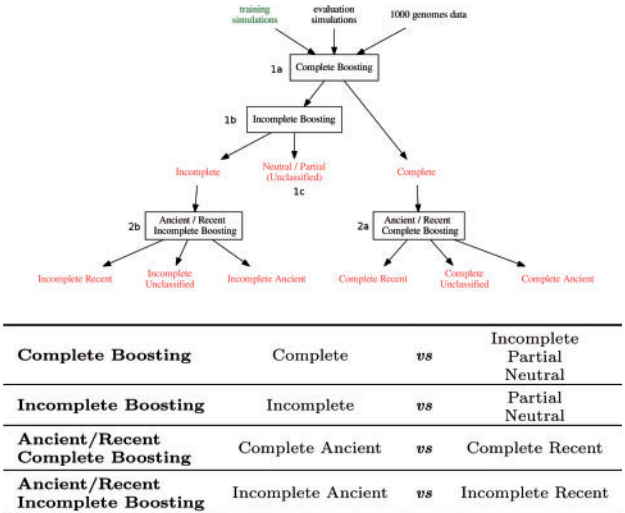 training
simulations
evaluation
simulations
1000 genomes data
1a
Complete Boosting
1b
Incomplete Boosting
Incomplete
Neutral / Partial
(Unclassified)
Complete
1c
2b
Ancient / Recent
Incomplete Boosting
2a
Ancient / Recent
Complete Boosting
Incomplete Recent
Incomplete
Unclassified
Incomplete Ancient
Complete Recent
Complete
Unclassified
Complete Ancient
Complete Boosting Complete vs Incomplete
Partial
Neutral
Incomplete Boosting Incomplete vs Partial
Neutral
Ancient/Recent
Complete Boosting Complete Ancient vs Complete Recent
Ancient/Recent
Incomplete Boosting Incomplete Ancient vs Incomplete Recent